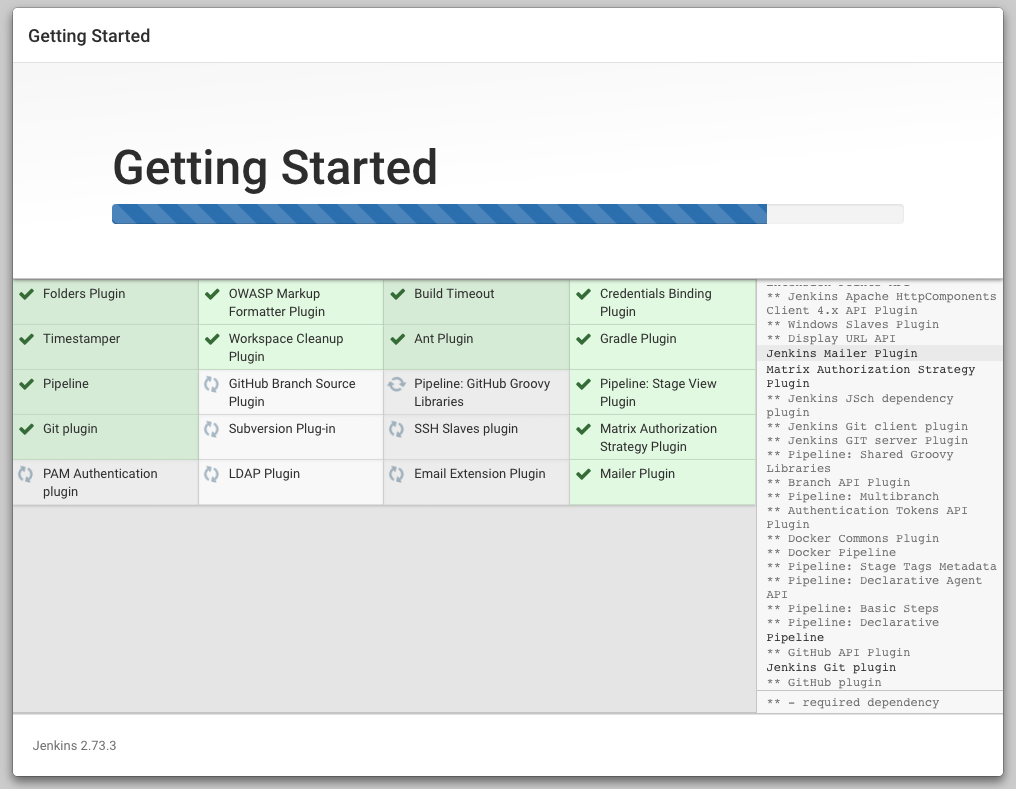 Getting Started
Getting Started
Folders Plugin
OWASP Markup
Formatter Plugin
Build Timeout
Credentials Binding
Plugin
Timestamper
Workspace Cleanup
Plugin
Ant Plugin
Gradle Plugin
Pipeline
GitHub Branch Source
Plugin
Pipeline: GitHub Groovy
Libraries
Pipeline: Stage View
Plugin
Git plugin
Subversion Plug-in
SSH Slaves plugin
Matrix Authorization
Strategy Plugin
PAM Authentication
plugin
LDAP Plugin
Email Extension Plugin
Mailer Plugin
** Jenkins Apache HttpComponents
Client 4.x API Plugin
** Windows Slaves Plugin
** Display URL API
Jenkins Mailer Plugin
Matrix Authorization Strategy
Plugin
** Jenkins JSch dependency
plugin
** Jenkins Git client plugin
** Jenkins GIT server Plugin
** Pipeline: Shared Groovy
Libraries
** Branch API Plugin
** Pipeline: Multibranch
** Authentication Tokens API
Plugin
** Docker Commons Plugin
** Docker Pipeline
** Pipeline: Stage Tags Metadata
** Pipeline: Declarative Agent
API
** Pipeline: Basic Steps
** Pipeline: Declarative
Pipeline
** GitHub API Plugin
Jenkins Git plugin
** GitHub plugin
** - required dependency
Jenkins 2.73.3